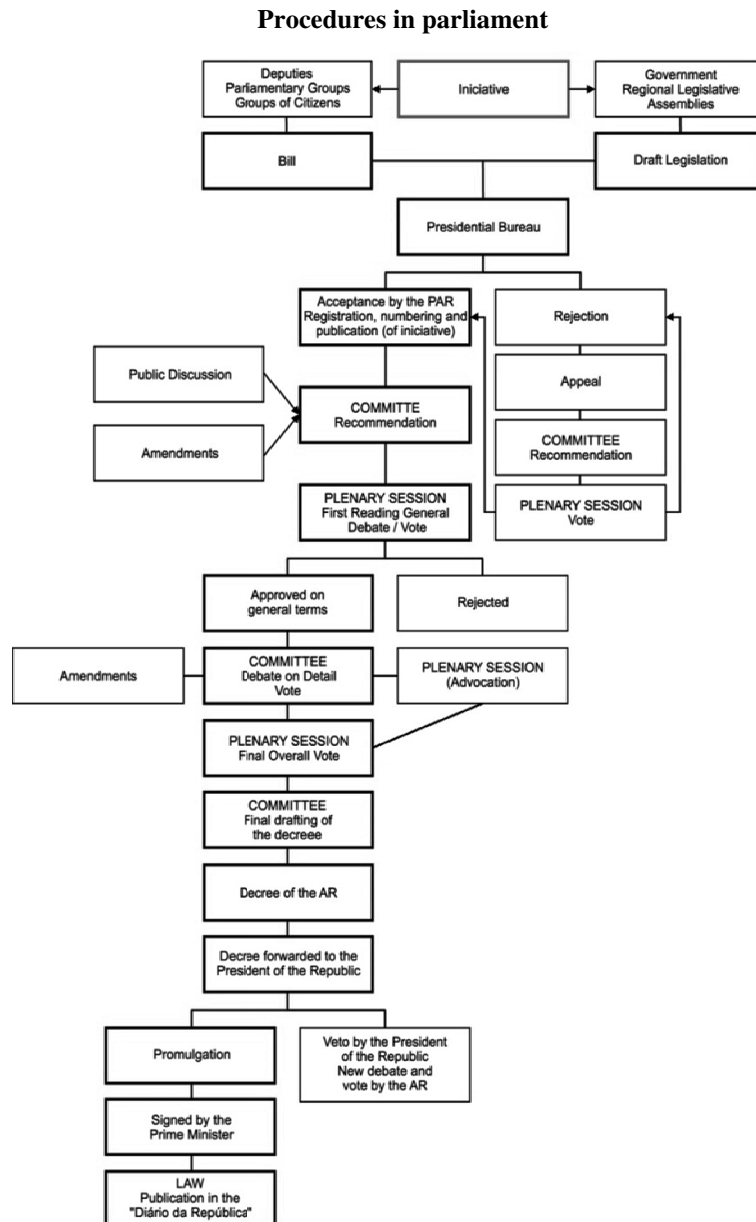 Procedures in parliament
Deputies
Parliamentary Groups
Groups of Citizens
Iniciative
Government
Regional Legislative
Assemblies
Bill
Draft Legislation
Presidential Bureau
Acceptance by the PAR
Registration, numbering and
publication (of iniciative)
Rejection
Public Discussion
Appeal
COMMITTE
Recommendation
Amendments
COMMITTEE
Recommendation
PLENARY SESSION
First Reading General
Debate / Vote
PLENARY SESSION
Vote
Approved on
general terms
Rejected
Amendments
COMMITTEE
Debate on Detail
Vote
PLENARY SESSION
(Advocation)
PLENARY SESSION
Final Overall Vote
COMMITTEE
Final drafting of
the decreee
Decree of the AR
Decree forwarded to the
President of the Republic
Promulgation
Veto by the President
of the Republic
New debate and
vote by the AR
Signed by the
Prime Minister
LAW
Publication in the
"Diário da República"